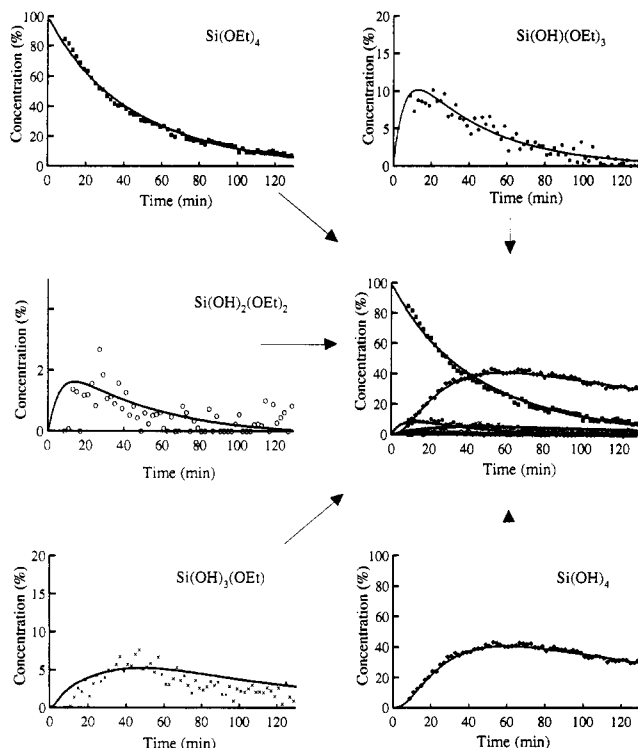 Si(OEt)4
Concentration (%)
100
80
60
40
20
0
0 20 40 60 80 100 120
Time (min)
Si(OH)(OEt)3
Concentration (%)
20
15
10
5
0
0 20 40 60 80 100 120
Time (min)
Si(OH)2(OEt)2
Concentration (%)
2
0
0 20 40 60 80 100 120
Time (min)
Concentration (%)
100
80
60
40
20
0
0 20 40 60 80 100 120
Time (min)
Si(OH)3(OEt)
Concentration (%)
20
15
10
5
0
0 20 40 60 80 100 120
Time (min)
Si(OH)4
Concentration (%)
100
80
60
40
20
0
0 20 40 60 80 100 120
Time (min)